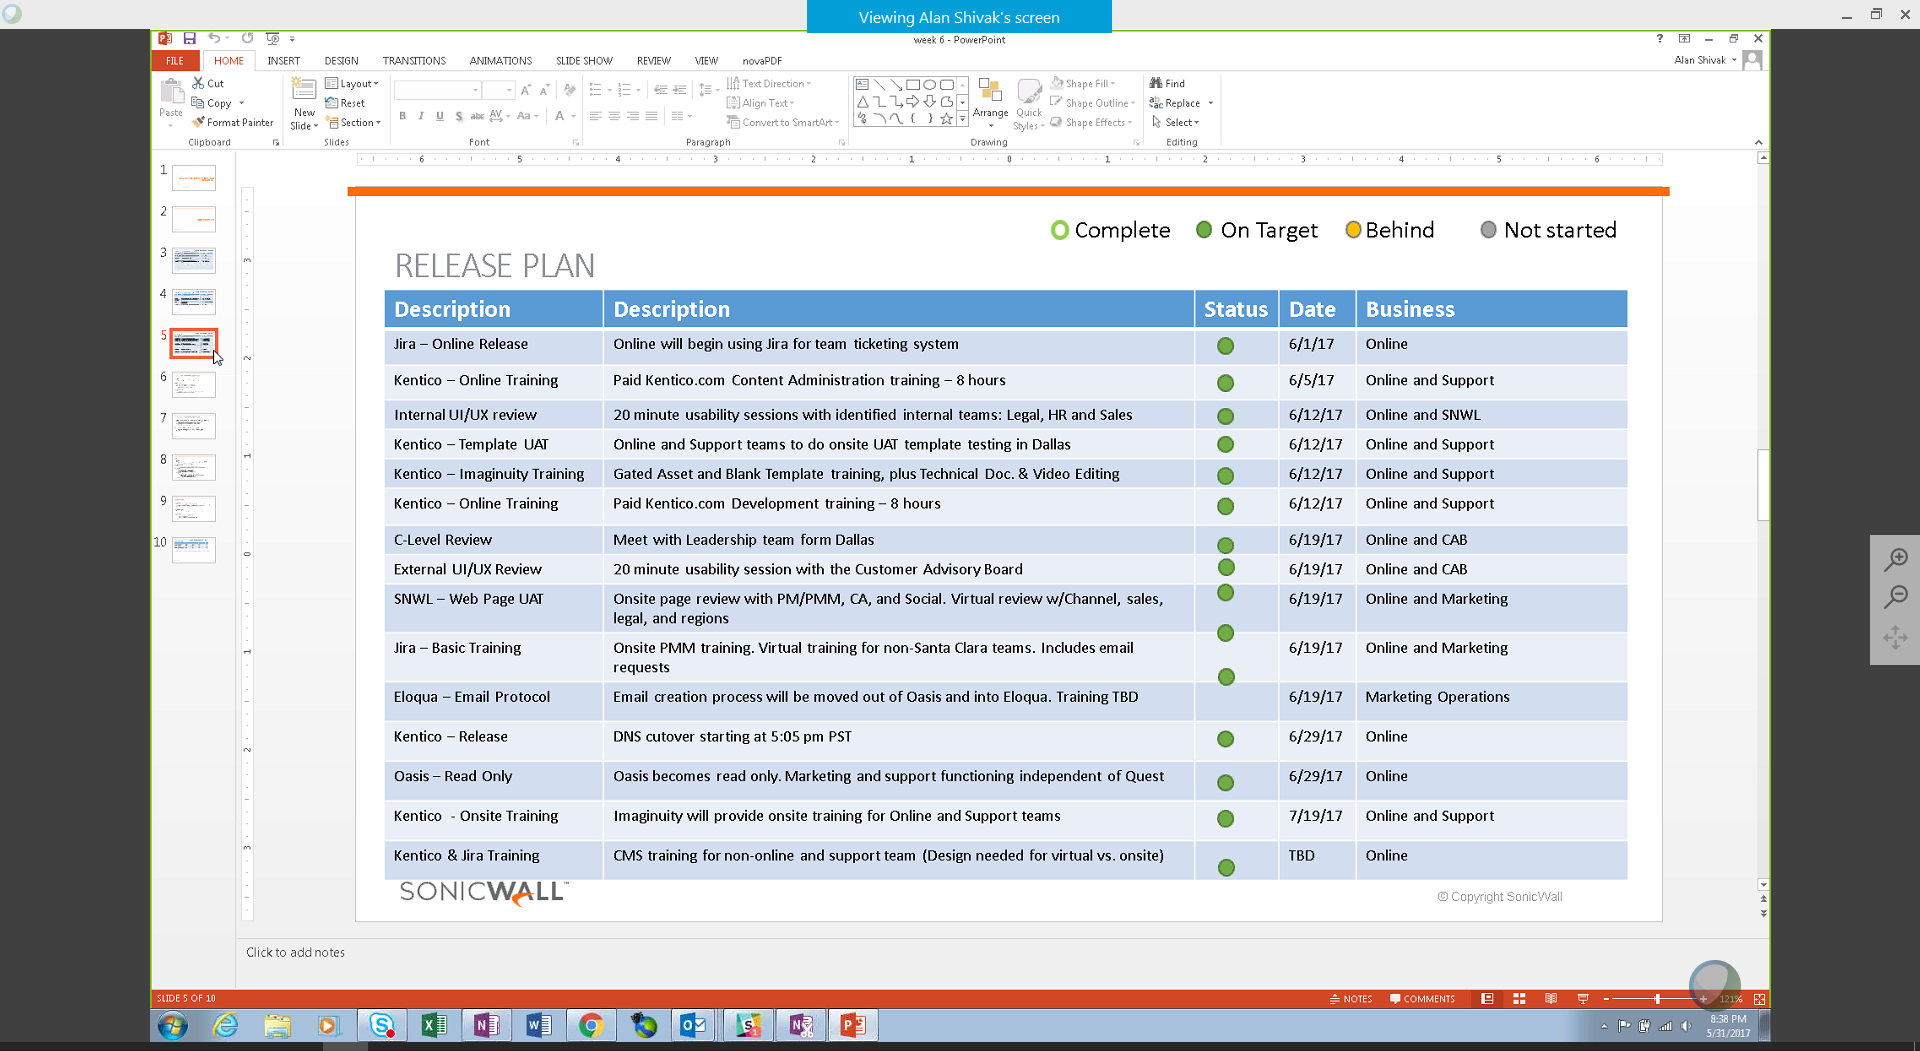 Viewing Alan Shivak's screen
week 6 - PowerPoint
FILE HOME INSERT DESIGN TRANSITIONS ANIMATIONS SLIDE SHOW REVIEW VIEW novaPDF
Alan Shivak
Paste
Cut
Copy
Format Painter
Clipboard
New
Slide
Layout
Reset
Section
Slides
Font
Text Direction
Align Text
Convert to SmartArt
Paragraph
Arrange
Quick
Styles
Shape Fill
Shape Outline
Shape Effects
Drawing
Find
Replace
Select
Editing
1
2
3
4
5
6
7
8
9
10
Complete On Target Behind Not started
RELEASE PLAN
Description Description Status Date Business
Jira – Online Release Online will begin using Jira for team ticketing system 6/1/17 Online
Kentico – Online Training Paid Kentico.com Content Administration training – 8 hours 6/5/17 Online and Support
Internal UI/UX review 20 minute usability sessions with identified internal teams: Legal, HR and Sales 6/12/17 Online and SNWL
Kentico – Template UAT Online and Support teams to do onsite UAT template testing in Dallas 6/12/17 Online and Support
Kentico – Imaginuity Training Gated Asset and Blank Template training, plus Technical Doc. & Video Editing 6/12/17 Online and Support
Kentico – Online Training Paid Kentico.com Development training – 8 hours 6/12/17 Online and Support
C-Level Review Meet with Leadership team form Dallas 6/19/17 Online and CAB
External UI/UX Review 20 minute usability session with the Customer Advisory Board 6/19/17 Online and CAB
SNWL – Web Page UAT Onsite page review with PM/PMM, CA, and Social. Virtual review w/Channel, sales, 6/19/17 Online and Marketing
legal, and regions
Jira – Basic Training Onsite PMM training. Virtual training for non-Santa Clara teams. Includes email 6/19/17 Online and Marketing
requests
Eloqua – Email Protocol Email creation process will be moved out of Oasis and into Eloqua. Training TBD 6/19/17 Marketing Operations
Kentico – Release DNS cutover starting at 5:05 pm PST 6/29/17 Online
Oasis – Read Only Oasis becomes read only. Marketing and support functioning independent of Quest 6/29/17 Online
Kentico - Onsite Training Imaginuity will provide onsite training for Online and Support teams 7/19/17 Online and Support
Kentico & Jira Training CMS training for non-online and support team (Design needed for virtual vs. onsite) TBD Online
SONICWALL™
© Copyright SonicWall
Click to add notes
SLIDE 5 OF 10
NOTES COMMENTS 121%
8:38 PM
5/31/2017